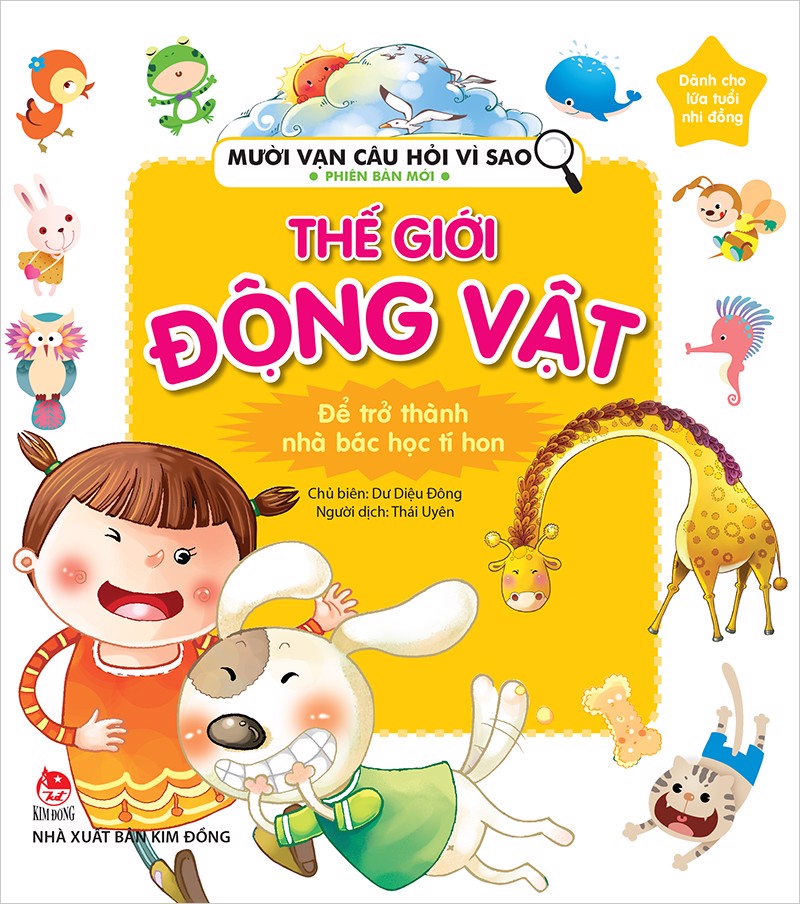 Dành cho
lứa tuổi
nhi đồng
MƯỜI VẠN CÂU HỎI VÌ SAO
• PHIÊN BẢN MỚI •
THẾ GIỚI
ĐỘNG VẬT
Để trở thành
nhà bác học tí hon
Chủ biên: Dư Diệu Đông
Người dịch: Thái Uyên
KIM ĐỒNG
NHÀ XUẤT BẢN KIM ĐỒNG